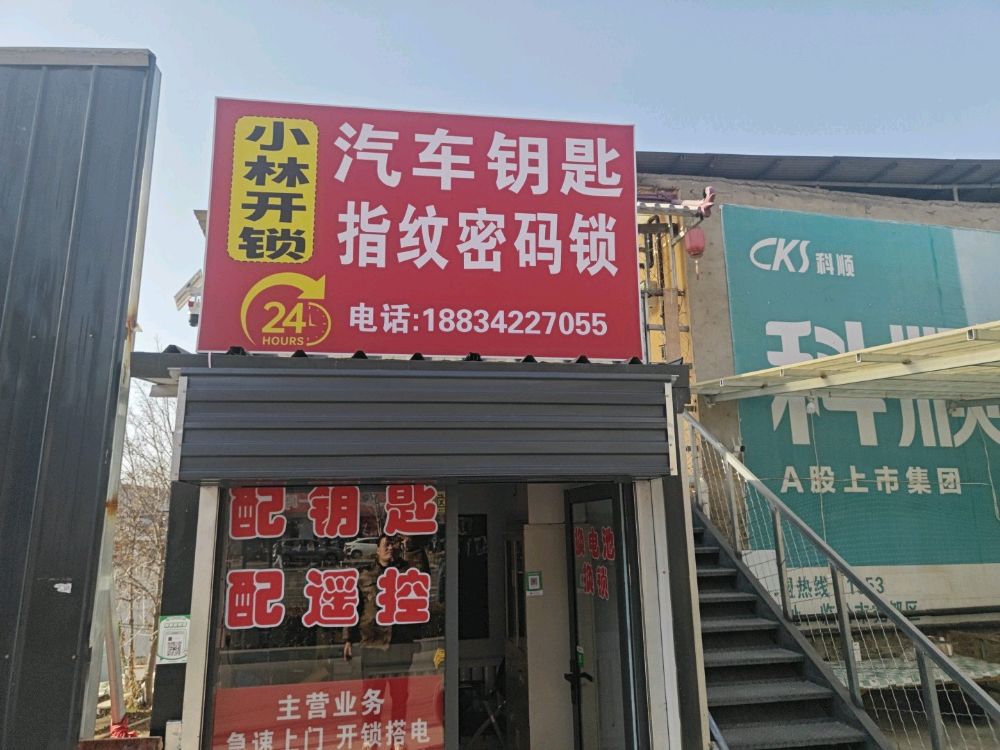 小林开锁
汽车钥匙
指纹密码锁
24
HOURS
电话:18834227055
CKS 科顺
科顺
A股上市集团
配钥匙
配遥控
换电池
主营业务
急速上门 开锁搭电